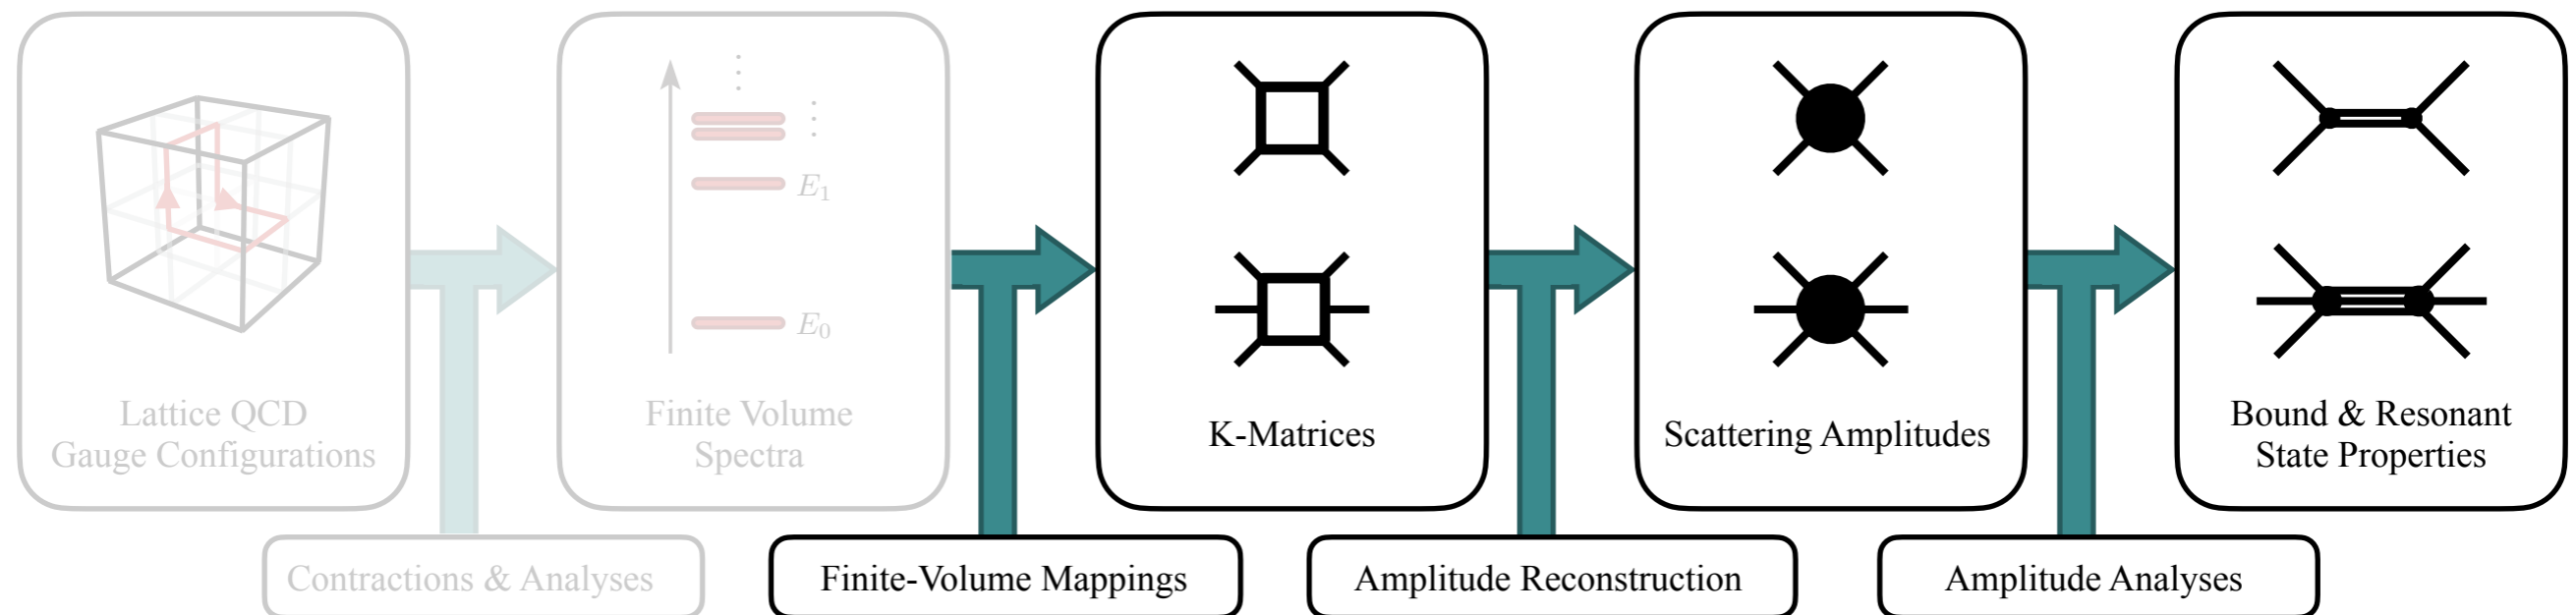 E₁
E₀
Lattice QCD
Gauge Configurations
Finite Volume
Spectra
K-Matrices
Scattering Amplitudes
Bound & Resonant
State Properties
Contractions & Analyses
Finite-Volume Mappings
Amplitude Reconstruction
Amplitude Analyses